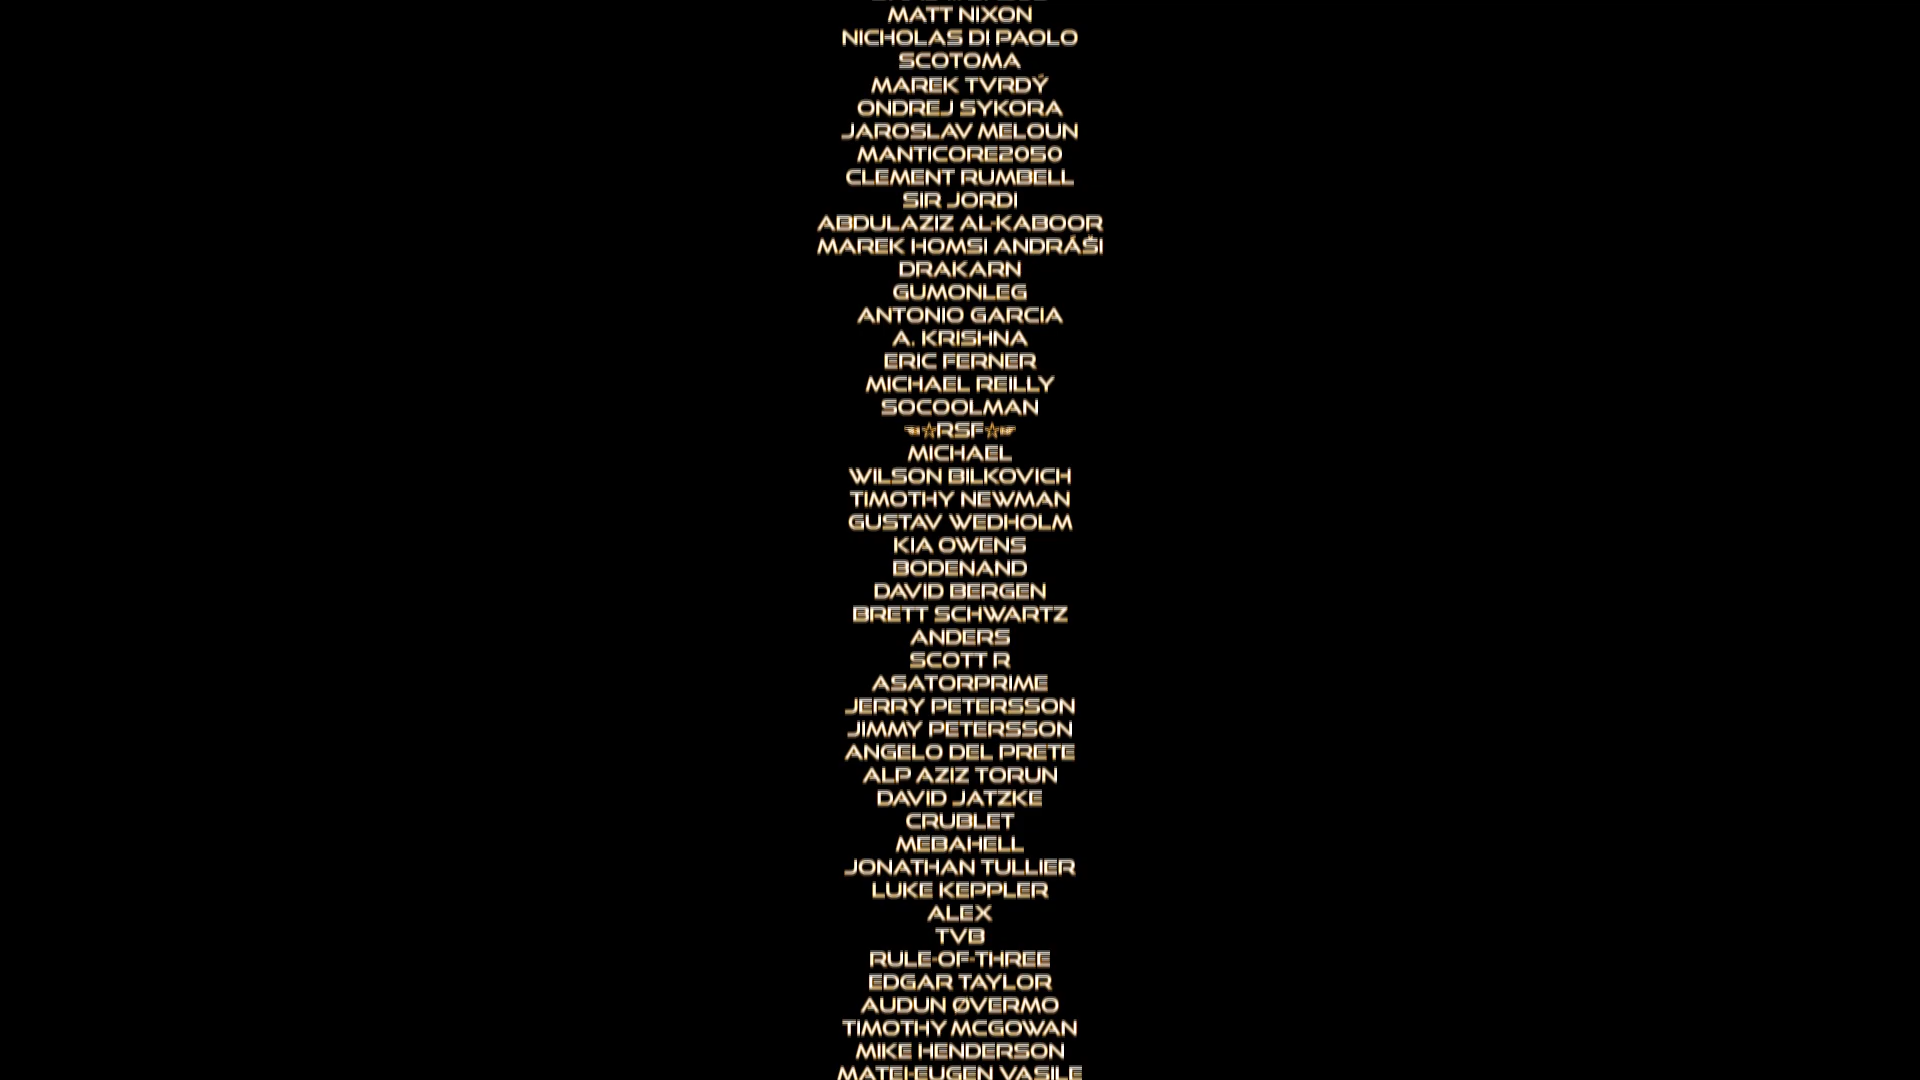 MATT NIXON
NICHOLAS DI PAOLO
SCOTOMA
MAREK TVRDÝ
ONDREJ SYKORA
JAROSLAV MELOUN
MANTICORE2050
CLEMENT RUMBELL
SIR JORDI
ABDULAZIZ AL-KABOOR
MAREK HOMSI ANDRÁŠI
DRAKARN
GUMONLEG
ANTONIO GARCIA
A. KRISHNA
ERIC FERNER
MICHAEL REILLY
SOCOOLMAN
☚☆RSF☆☛
MICHAEL
WILSON BILKOVICH
TIMOTHY NEWMAN
GUSTAV WEDHOLM
KIA OWENS
BODENAND
DAVID BERGEN
BRETT SCHWARTZ
ANDERS
SCOTT R
ASATORPRIME
JERRY PETERSSON
JIMMY PETERSSON
ANGELO DEL PRETE
ALP AZIZ TORUN
DAVID JATZKE
CRUBLET
MEBAHELL
JONATHAN TULLIER
LUKE KEPPLER
ALEX
TVB
RULE-OF-THREE
EDGAR TAYLOR
AUDUN ØVERMO
TIMOTHY MCGOWAN
MIKE HENDERSON
MATEI-EUGEN VASILE